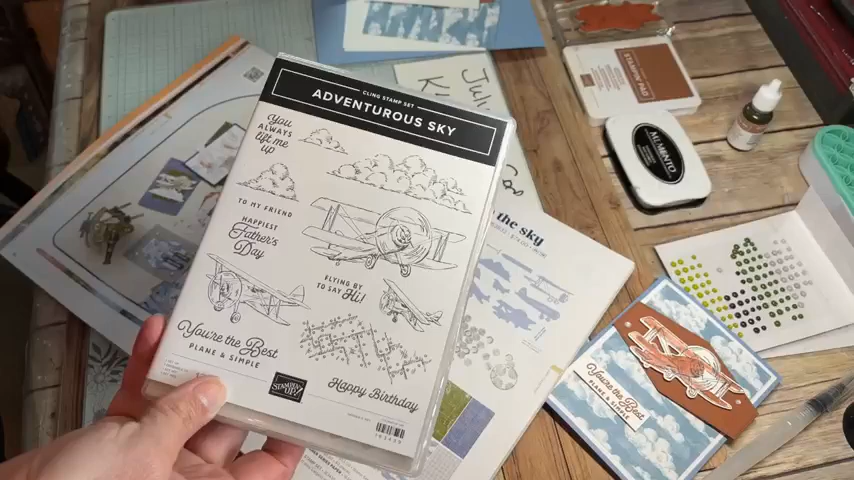 CLING STAMP SET
ADVENTUROUS SKY
You
ALWAYS
lift me
up
TO MY FRIEND
HAPPIEST
Father's
Day
FLYING BY
TO SAY Hi!
You're the Best
PLANE & SIMPLE
STAMPIN' UP!
Happy Birthday
July
the sky
STAMPIN' PAD
MEMENTO
You're the Best
PLANE & SIMPLE